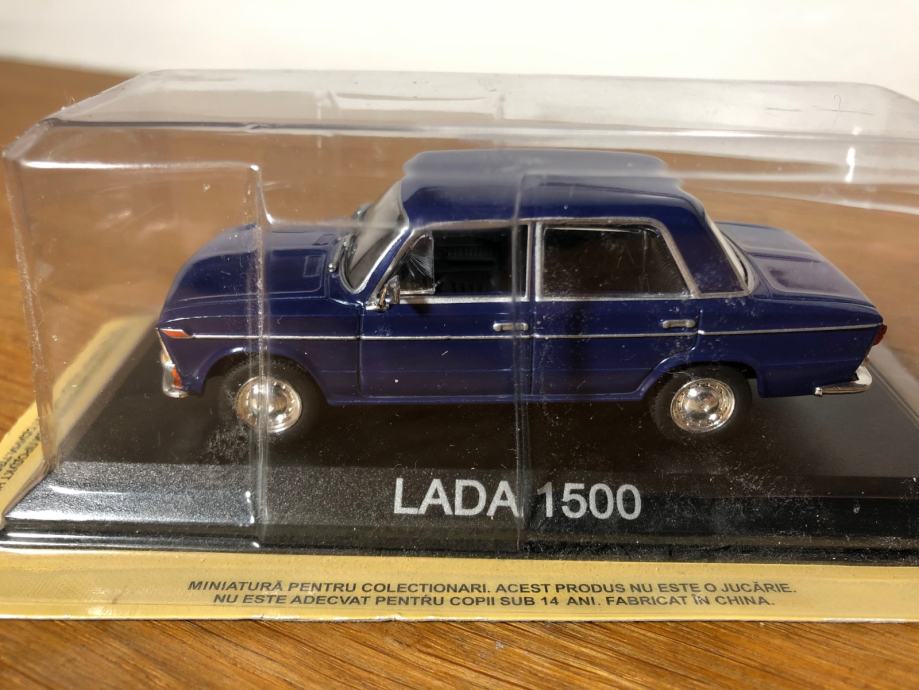 LADA 1500
MINIATURĂ PENTRU COLECTIONARI. ACEST PRODUS NU ESTE O JUCĂRIE.
NU ESTE ADECVAT PENTRU COPII SUB 14 ANI. FABRICAT ÎN CHINA.